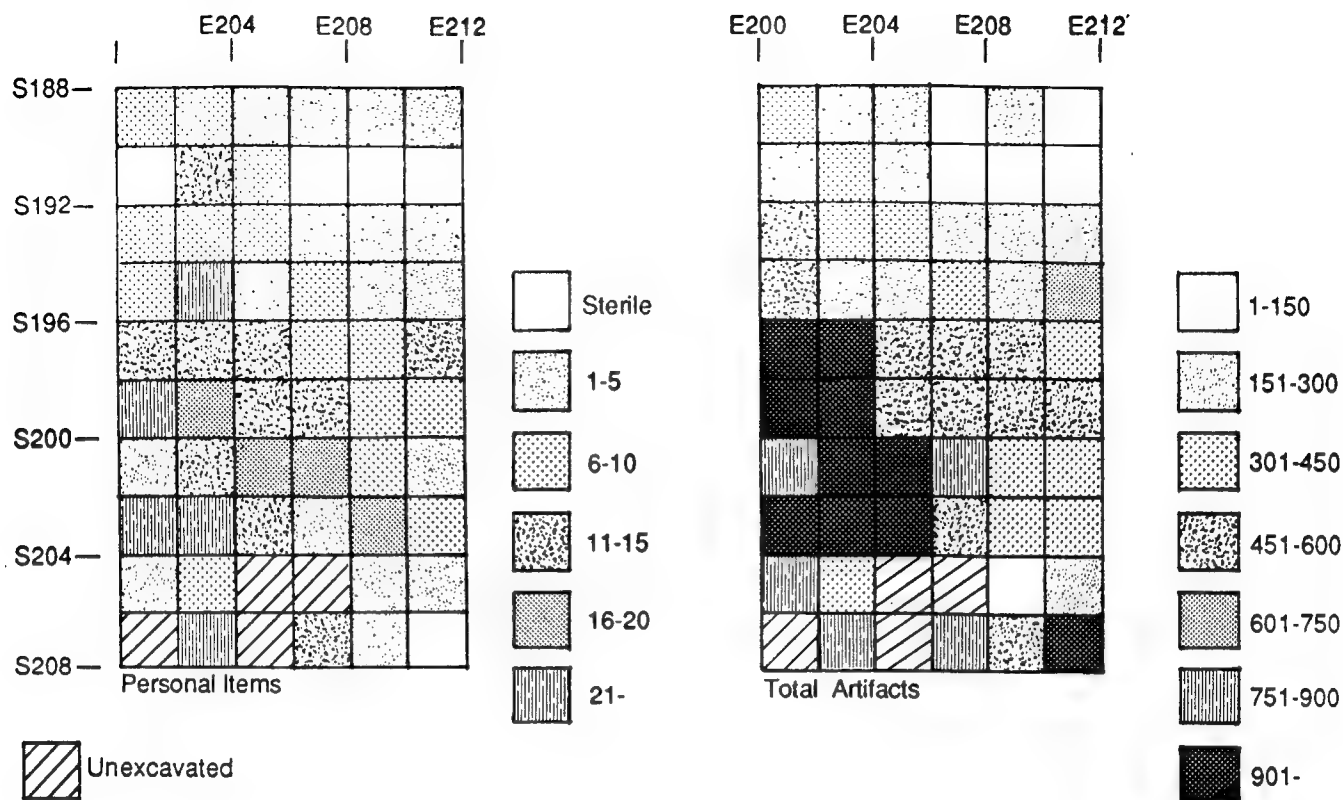 E204 E208 E212
S188
S192
S196
S200
S204
S208
Personal Items
Unexcavated
Sterile
1-5
6-10
11-15
16-20
21-
E200 E204 E208 E212'
Total Artifacts
1-150
151-300
301-450
451-600
601-750
751-900
901-